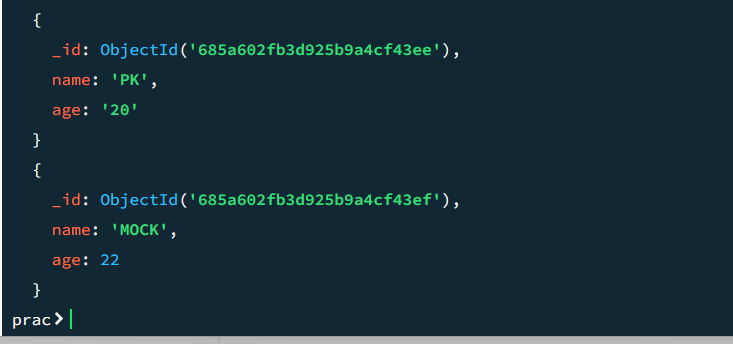 {
_id: ObjectId('685a602fb3d925b9a4cf43ee'),
name: 'PK',
age: '20'
}
{
_id: ObjectId('685a602fb3d925b9a4cf43ef'),
name: 'MOCK',
age: 22
}
prac>